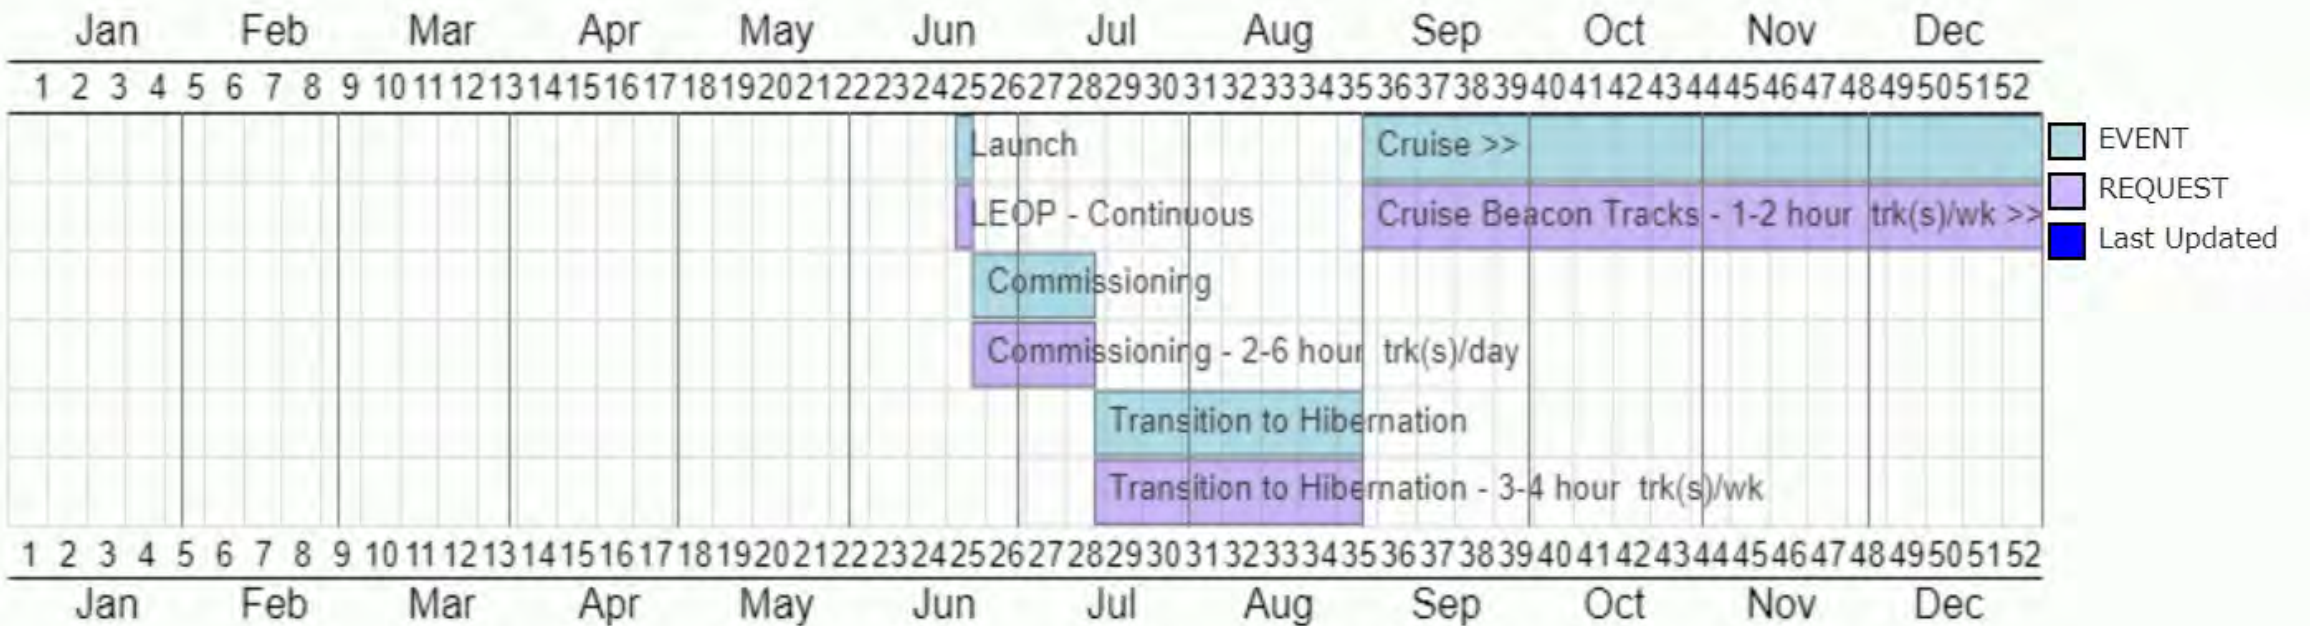 Jan Feb Mar Apr May Jun Jul Aug Sep Oct Nov Dec
1 2 3 4 5 6 7 8 9 10 11 12 13 14 15 16 17 18 19 20 21 22 23 24 25 26 27 28 29 30 31 32 33 34 35 36 37 38 39 40 41 42 43 44 45 46 47 48 49 50 51 52
Launch Cruise >>
LEOP - Continuous Cruise Beacon Tracks - 1-2 hour trk(s)/wk >>
Commissioning
Commissioning - 2-6 hour trk(s)/day
Transition to Hibernation
Transition to Hibernation - 3-4 hour trk(s)/wk
1 2 3 4 5 6 7 8 9 10 11 12 13 14 15 16 17 18 19 20 21 22 23 24 25 26 27 28 29 30 31 32 33 34 35 36 37 38 39 40 41 42 43 44 45 46 47 48 49 50 51 52
Jan Feb Mar Apr May Jun Jul Aug Sep Oct Nov Dec
EVENT
REQUEST
Last Updated